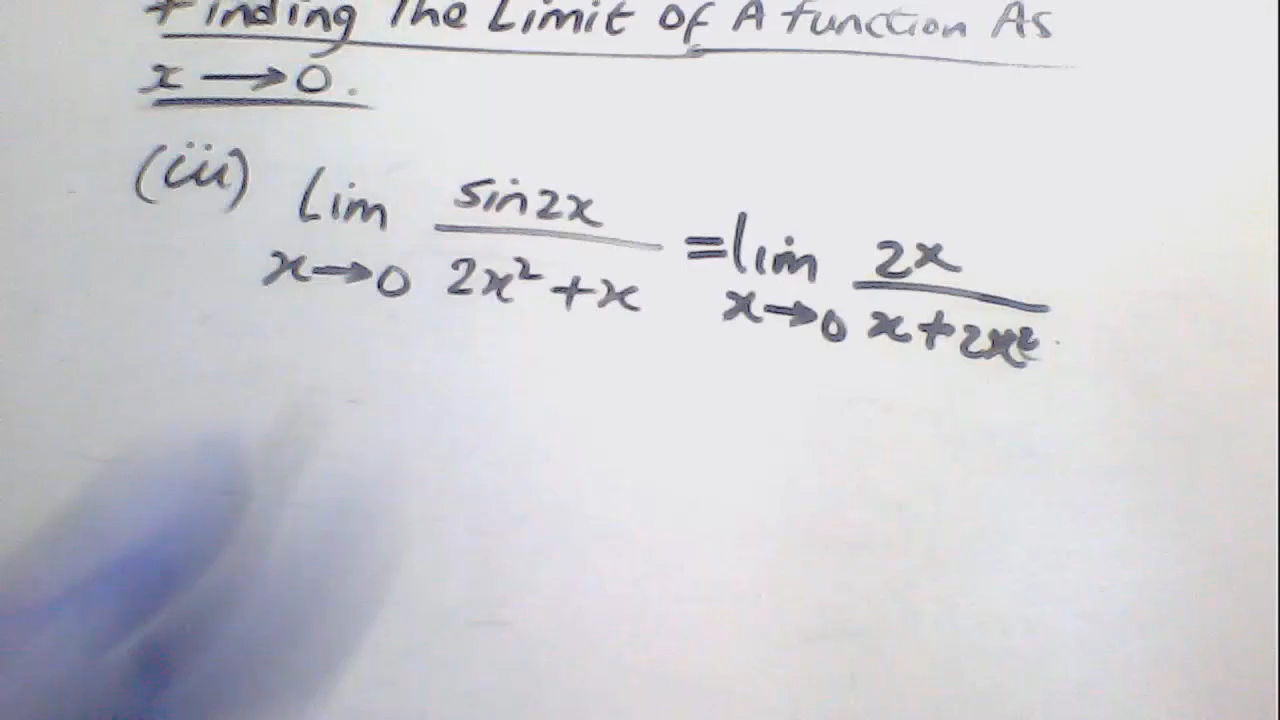 Finding The Limit Of A function As
x → 0.
(iii) Lim x→0 sin2x / 2x² + x = lim x→0 2x / x + 2x²